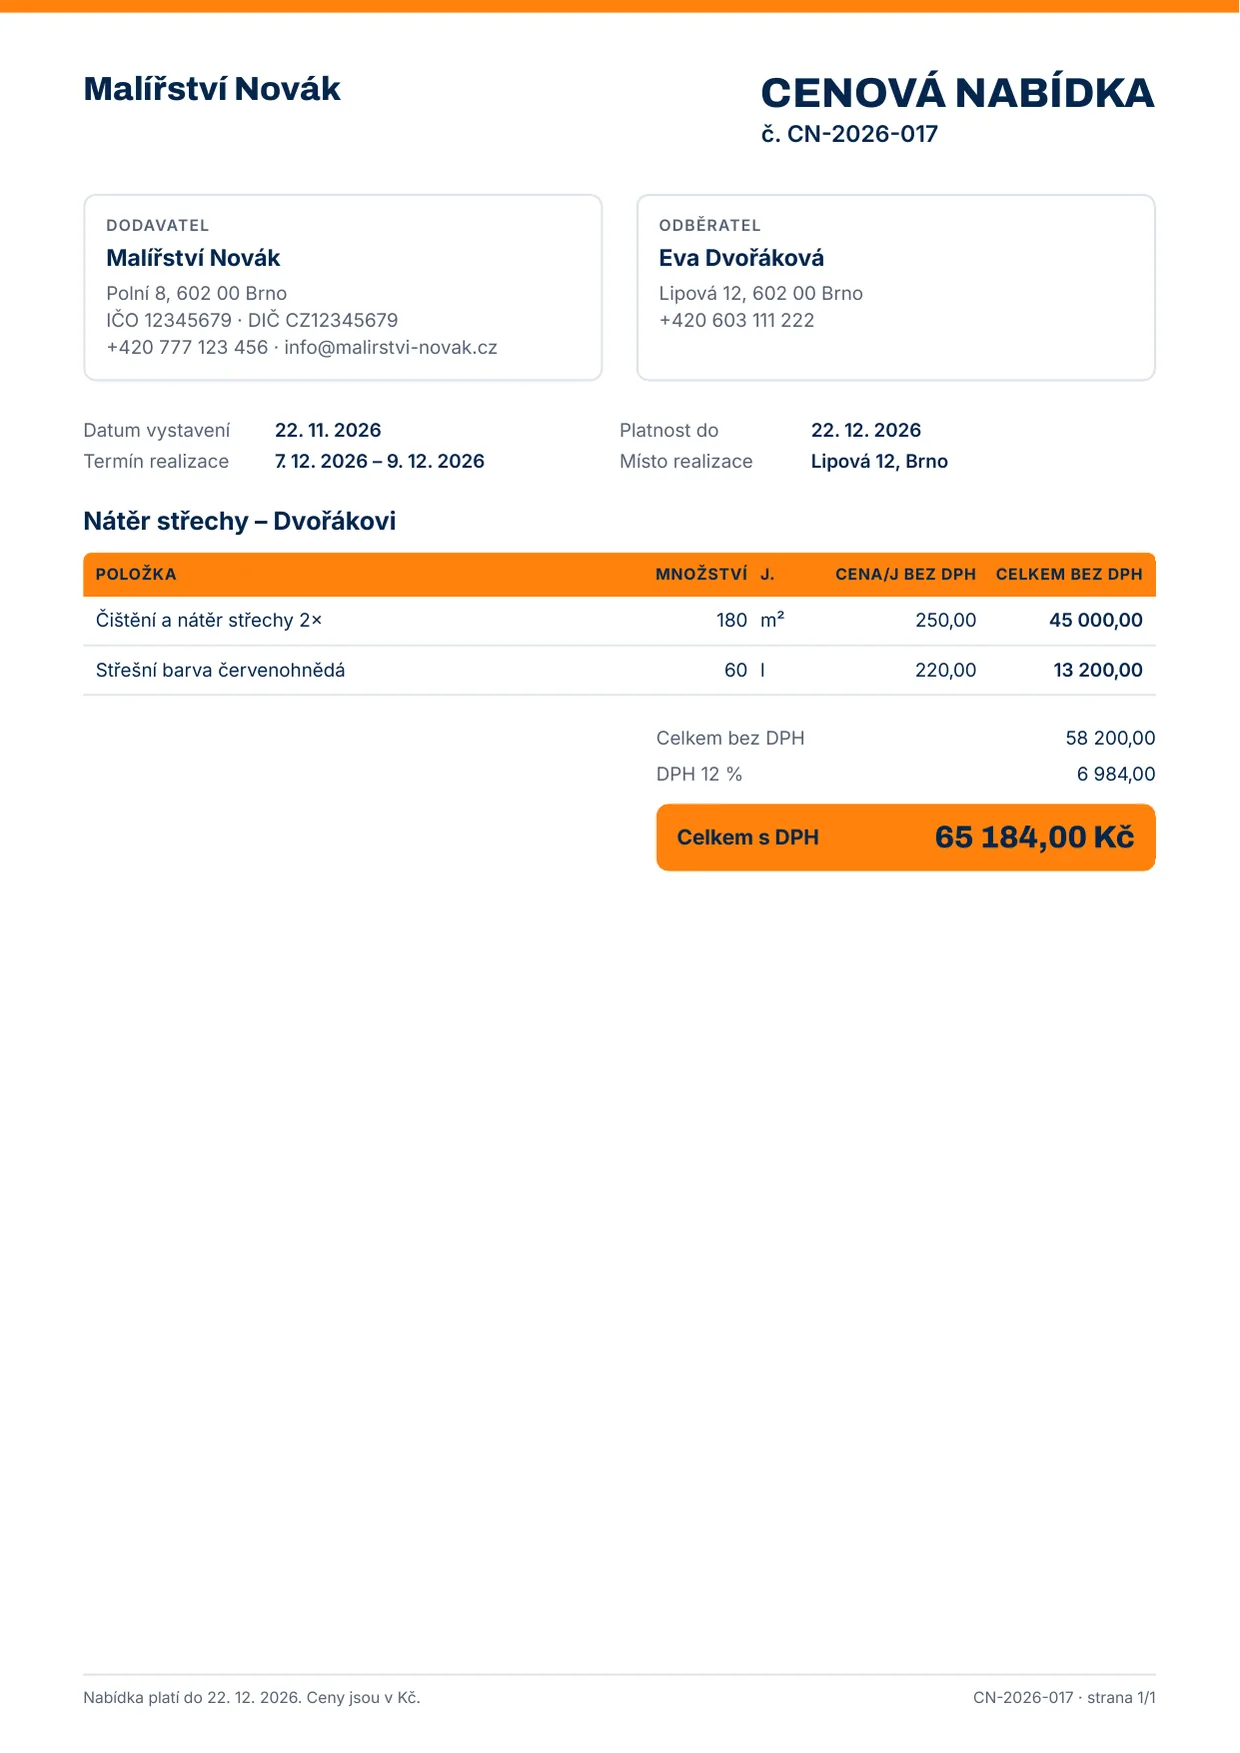 Malířství Novák
CENOVÁ NABÍDKA
č. CN-2026-017
DODAVATEL
Malířství Novák
Polní 8, 602 00 Brno
IČO 12345679 · DIČ CZ12345679
+420 777 123 456 · info@malirstvi-novak.cz
ODBĚRATEL
Eva Dvořáková
Lipová 12, 602 00 Brno
+420 603 111 222
Datum vystavení 22. 11. 2026 Platnost do 22. 12. 2026
Termín realizace 7. 12. 2026 – 9. 12. 2026 Místo realizace Lipová 12, Brno
Nátěr střechy – Dvořákovi
POLOŽKA MNOŽSTVÍ J. CENA/J BEZ DPH CELKEM BEZ DPH
Čištění a nátěr střechy 2× 180 m² 250,00 45 000,00
Střešní barva červenohnědá 60 l 220,00 13 200,00
Celkem bez DPH 58 200,00
DPH 12 % 6 984,00
Celkem s DPH 65 184,00 Kč
Nabídka platí do 22. 12. 2026. Ceny jsou v Kč. CN-2026-017 · strana 1/1